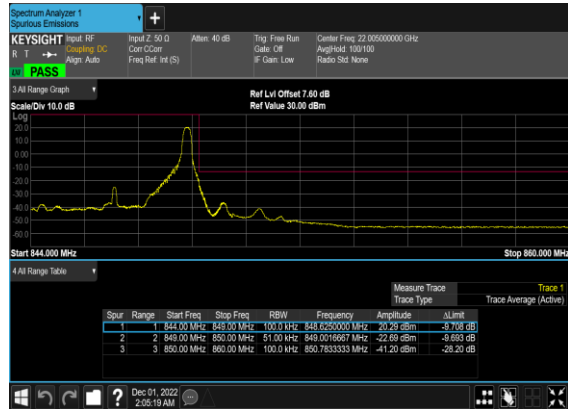 Spectrum Analyzer 1
Spurious Emissions
+
KEYSIGHT Input: RF Input Z: 50 Ω Atten: 40 dB Trig: Free Run Center Freq: 22.005000000 GHz
R T Coupling: DC Corr CCorr Gate: Off Avg|Hold: 100/100
Align: Auto Freq Ref: Int (S) IF Gain: Low Radio Std: None
PASS
3 All Range Graph
Ref Lvl Offset 7.60 dB
Scale/Div 10.0 dB Ref Value 30.00 dBm
Log
20.0
10.0
0.00
-10.0
-20.0
-30.0
-40.0
-50.0
-60.0
Start 844.000 MHz Stop 860.000 MHz
4 All Range Table
Measure Trace Trace 1
Trace Type Trace Average (Active)
Spur Range Start Freq Stop Freq RBW Frequency Amplitude ΔLimit
1 1 844.00 MHz 849.00 MHz 100.0 kHz 848.6250000 MHz 20.29 dBm -9.708 dB
2 2 849.00 MHz 850.00 MHz 51.00 kHz 849.0016667 MHz -22.69 dBm -9.693 dB
3 3 850.00 MHz 860.00 MHz 100.0 kHz 850.7833333 MHz -41.20 dBm -28.20 dB
? Dec 01, 2022
2:05:19 AM